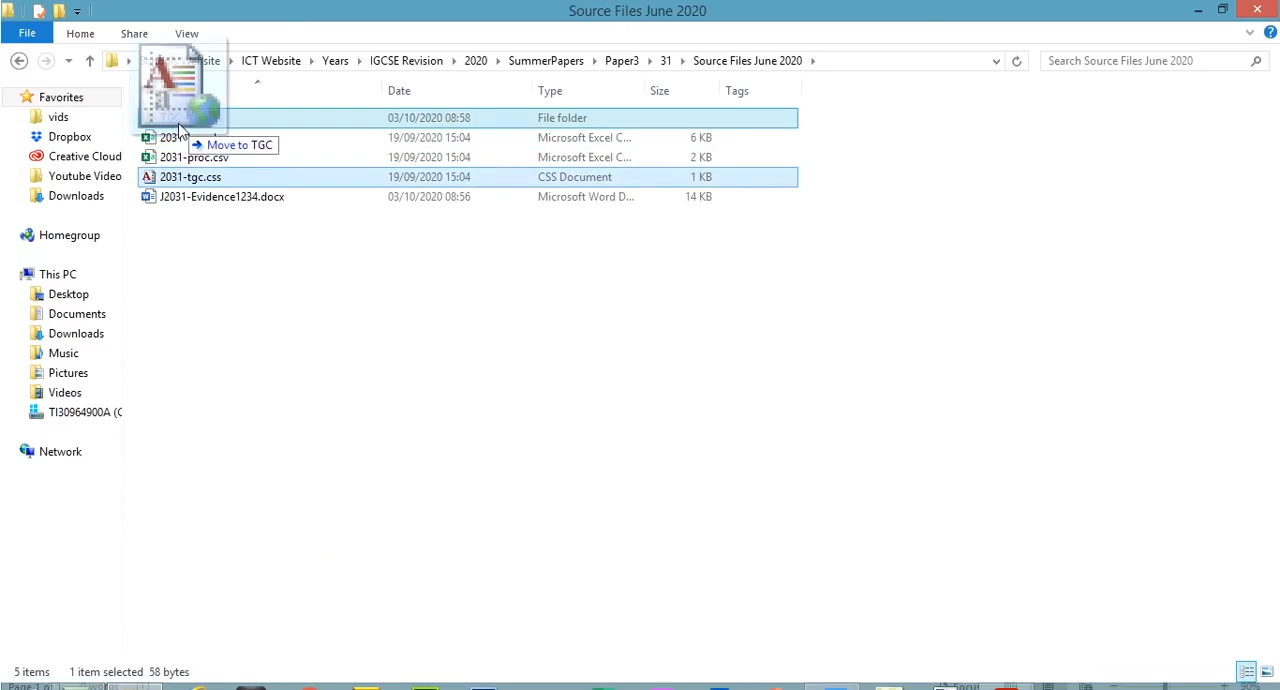 Source Files June 2020
File Home Share View
ite ICT Website Years IGCSE Revision 2020 SummerPapers Paper3 31 Source Files June 2020 Search Source Files June 2020
Date Type Size Tags
Favorites
vids
Dropbox
Creative Cloud
Youtube Video
Downloads
Homegroup
This PC
Desktop
Documents
Downloads
Music
Pictures
Videos
TI30964900A (C
Network
03/10/2020 08:58 File folder
19/09/2020 15:04 Microsoft Excel C... 6 KB
Move to TGC
2031-proc.csv 19/09/2020 15:04 Microsoft Excel C... 2 KB
2031-tgc.css 19/09/2020 15:04 CSS Document 1 KB
J2031-Evidence1234.docx 03/10/2020 08:56 Microsoft Word D... 14 KB
5 items 1 item selected 58 bytes